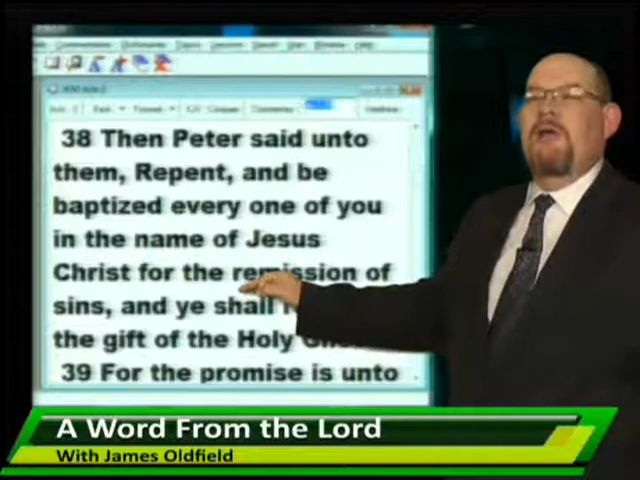 38 Then Peter said unto
them, Repent, and be
baptized every one of you
in the name of Jesus
Christ for the remission of
sins, and ye shall
the gift of the Holy
39 For the promise is unto
A Word From the Lord
With James Oldfield